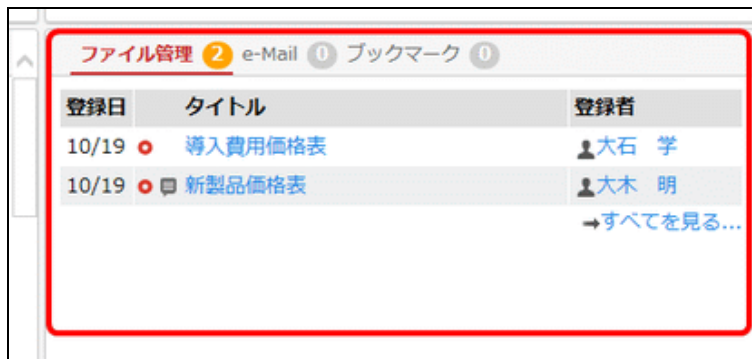 ファイル管理 2 e-Mail 0 ブックマーク 0
登録日 タイトル 登録者
10/19 導入費用価格表 大石 学
10/19 新製品価格表 大木 明
→すべてを見る...